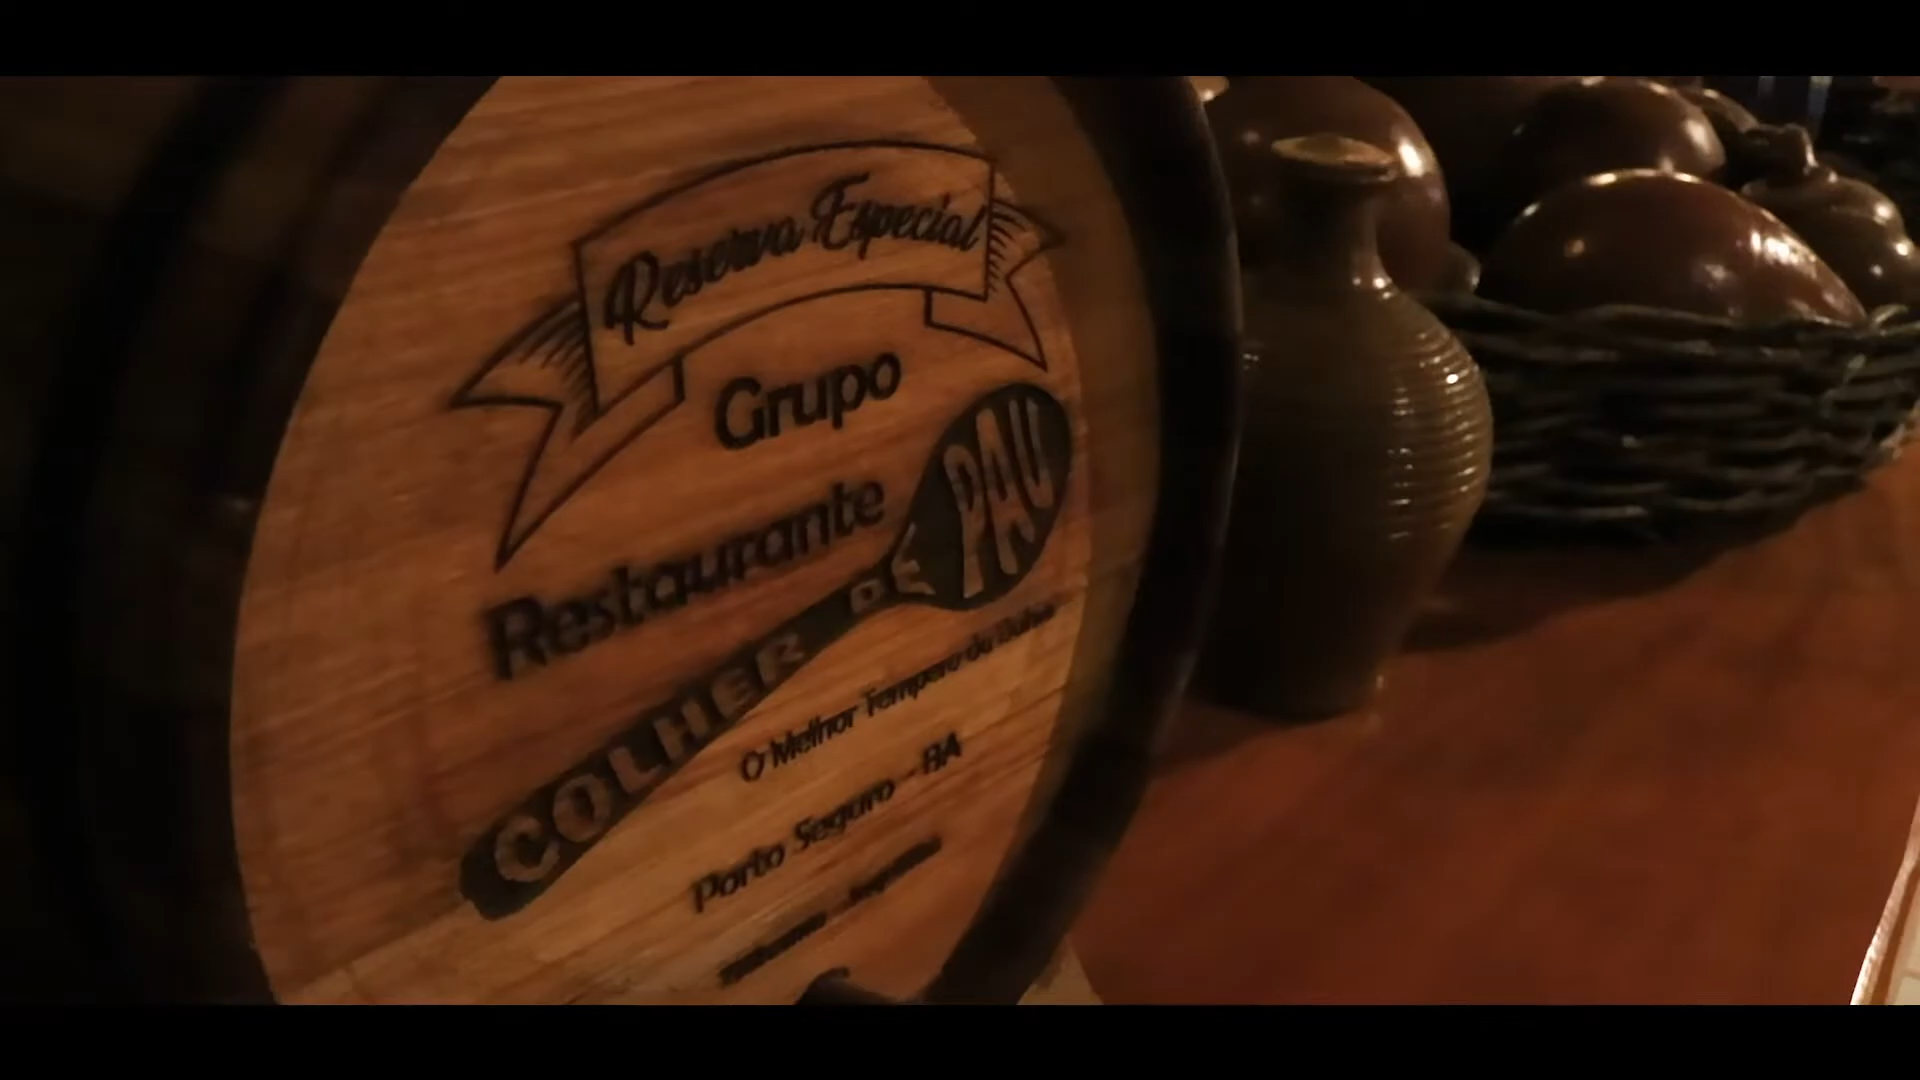 Reserva Especial
Grupo
Restaurante
COLHER DE PAU
O Melhor Tempero da Bahia
Porto Seguro - BA